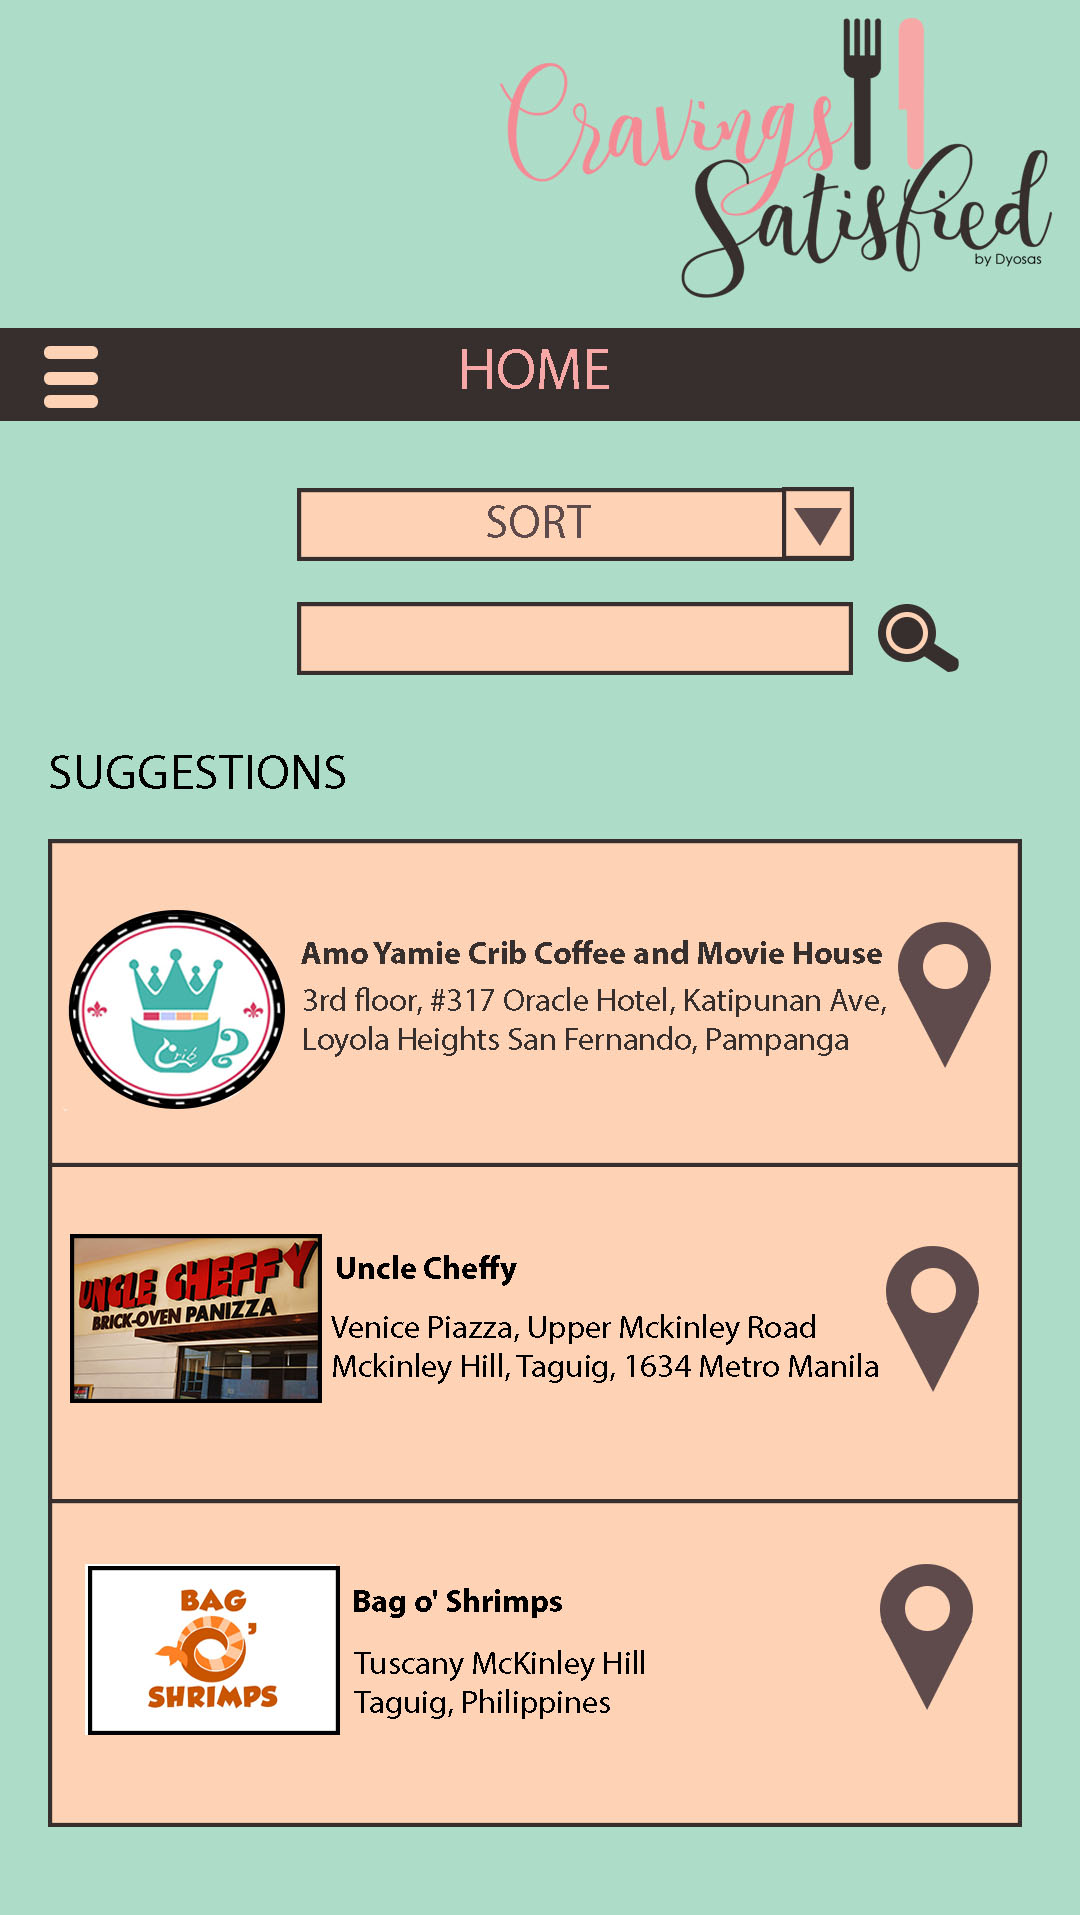 Cravings
Satisfied
by Dyosas
HOME
SORT
SUGGESTIONS
Crib
Amo Yamie Crib Coffee and Movie House
3rd floor, #317 Oracle Hotel, Katipunan Ave,
Loyola Heights San Fernando, Pampanga
UNCLE CHEFFY
BRICK-OVEN PANIZZA
Uncle Cheffy
Venice Piazza, Upper Mckinley Road
Mckinley Hill, Taguig, 1634 Metro Manila
BAG
O'
SHRIMPS
Bag o' Shrimps
Tuscany McKinley Hill
Taguig, Philippines